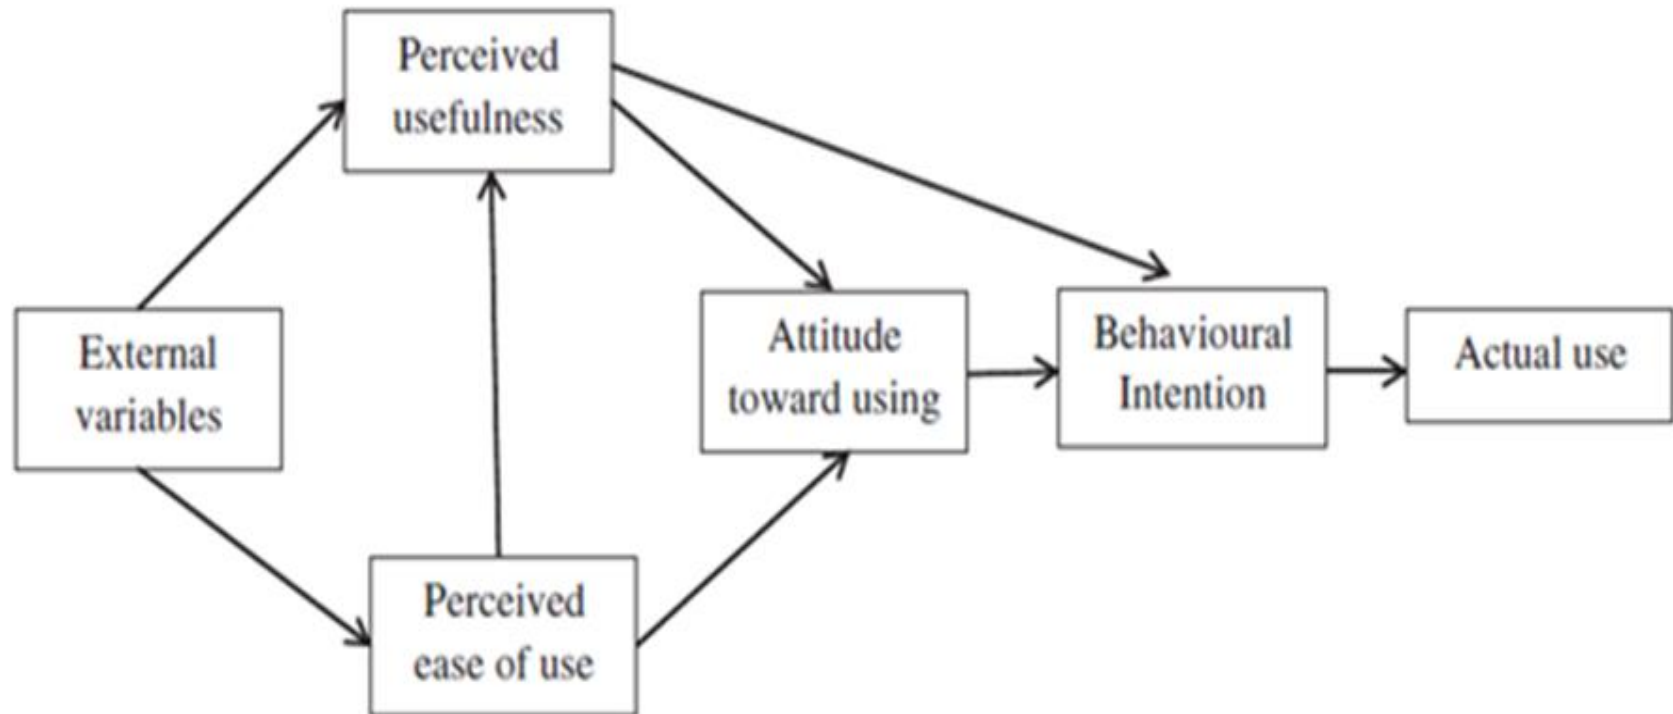 Perceived
usefulness
External
variables
Attitude
toward using
Behavioural
Intention
Actual use
Perceived
ease of use